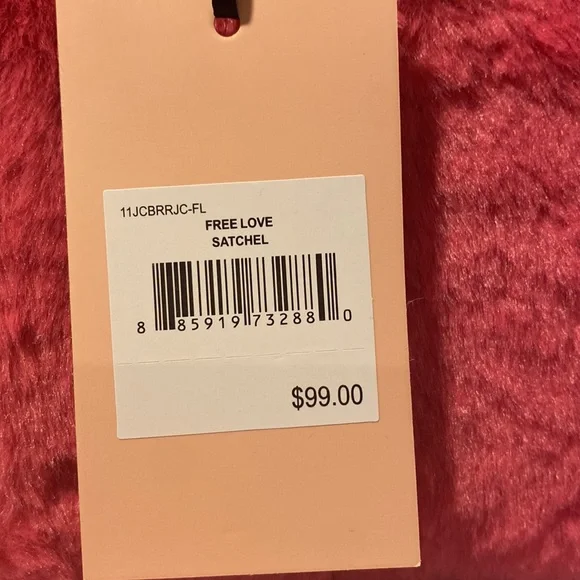 11JCBRRJC-FL
FREE LOVE
SATCHEL
8 85919 73288 0
$99.00